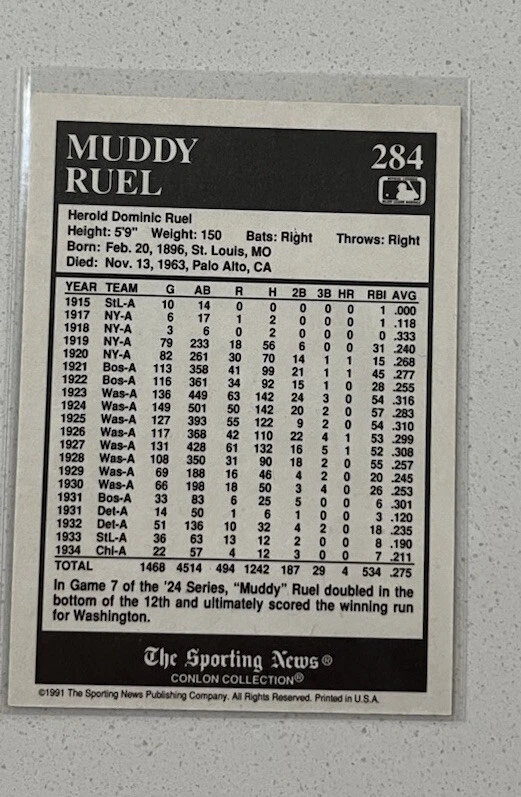 MUDDY
RUEL
284
Herold Dominic Ruel
Height: 5'9" Weight: 150 Bats: Right Throws: Right
Born: Feb. 20, 1896, St. Louis, MO
Died: Nov. 13, 1963, Palo Alto, CA
YEAR TEAM G AB R H 2B 3B HR RBI AVG
1915 StL-A 10 14 0 0 0 0 0 1 .000
1917 NY-A 6 17 1 2 0 0 0 1 .118
1918 NY-A 3 6 0 2 0 0 0 0 .333
1919 NY-A 79 233 18 56 6 0 0 31 .240
1920 NY-A 82 261 30 70 14 1 1 15 .268
1921 Bos-A 113 358 41 99 21 1 1 45 .277
1922 Bos-A 116 361 34 92 15 1 0 28 .255
1923 Was-A 136 449 63 142 24 3 0 54 .316
1924 Was-A 149 501 50 142 20 2 0 57 .283
1925 Was-A 127 393 55 122 9 2 0 54 .310
1926 Was-A 117 368 42 110 22 4 1 53 .299
1927 Was-A 131 428 61 132 16 5 1 52 .308
1928 Was-A 108 350 31 90 18 2 0 55 .257
1929 Was-A 69 188 16 46 4 2 0 20 .245
1930 Was-A 66 198 18 50 3 4 0 26 .253
1931 Bos-A 33 83 6 25 5 0 0 6 .301
1931 Det-A 14 50 1 6 1 0 0 3 .120
1932 Det-A 51 136 10 32 4 2 0 18 .235
1933 StL-A 36 63 13 12 2 0 0 8 .190
1934 Chi-A 22 57 4 12 3 0 0 7 .211
TOTAL 1468 4514 494 1242 187 29 4 534 .275
In Game 7 of the '24 Series, "Muddy" Ruel doubled in the
bottom of the 12th and ultimately scored the winning run
for Washington.
The Sporting News®
CONLON COLLECTION®
©1991 The Sporting News Publishing Company. All Rights Reserved. Printed in U.S.A.